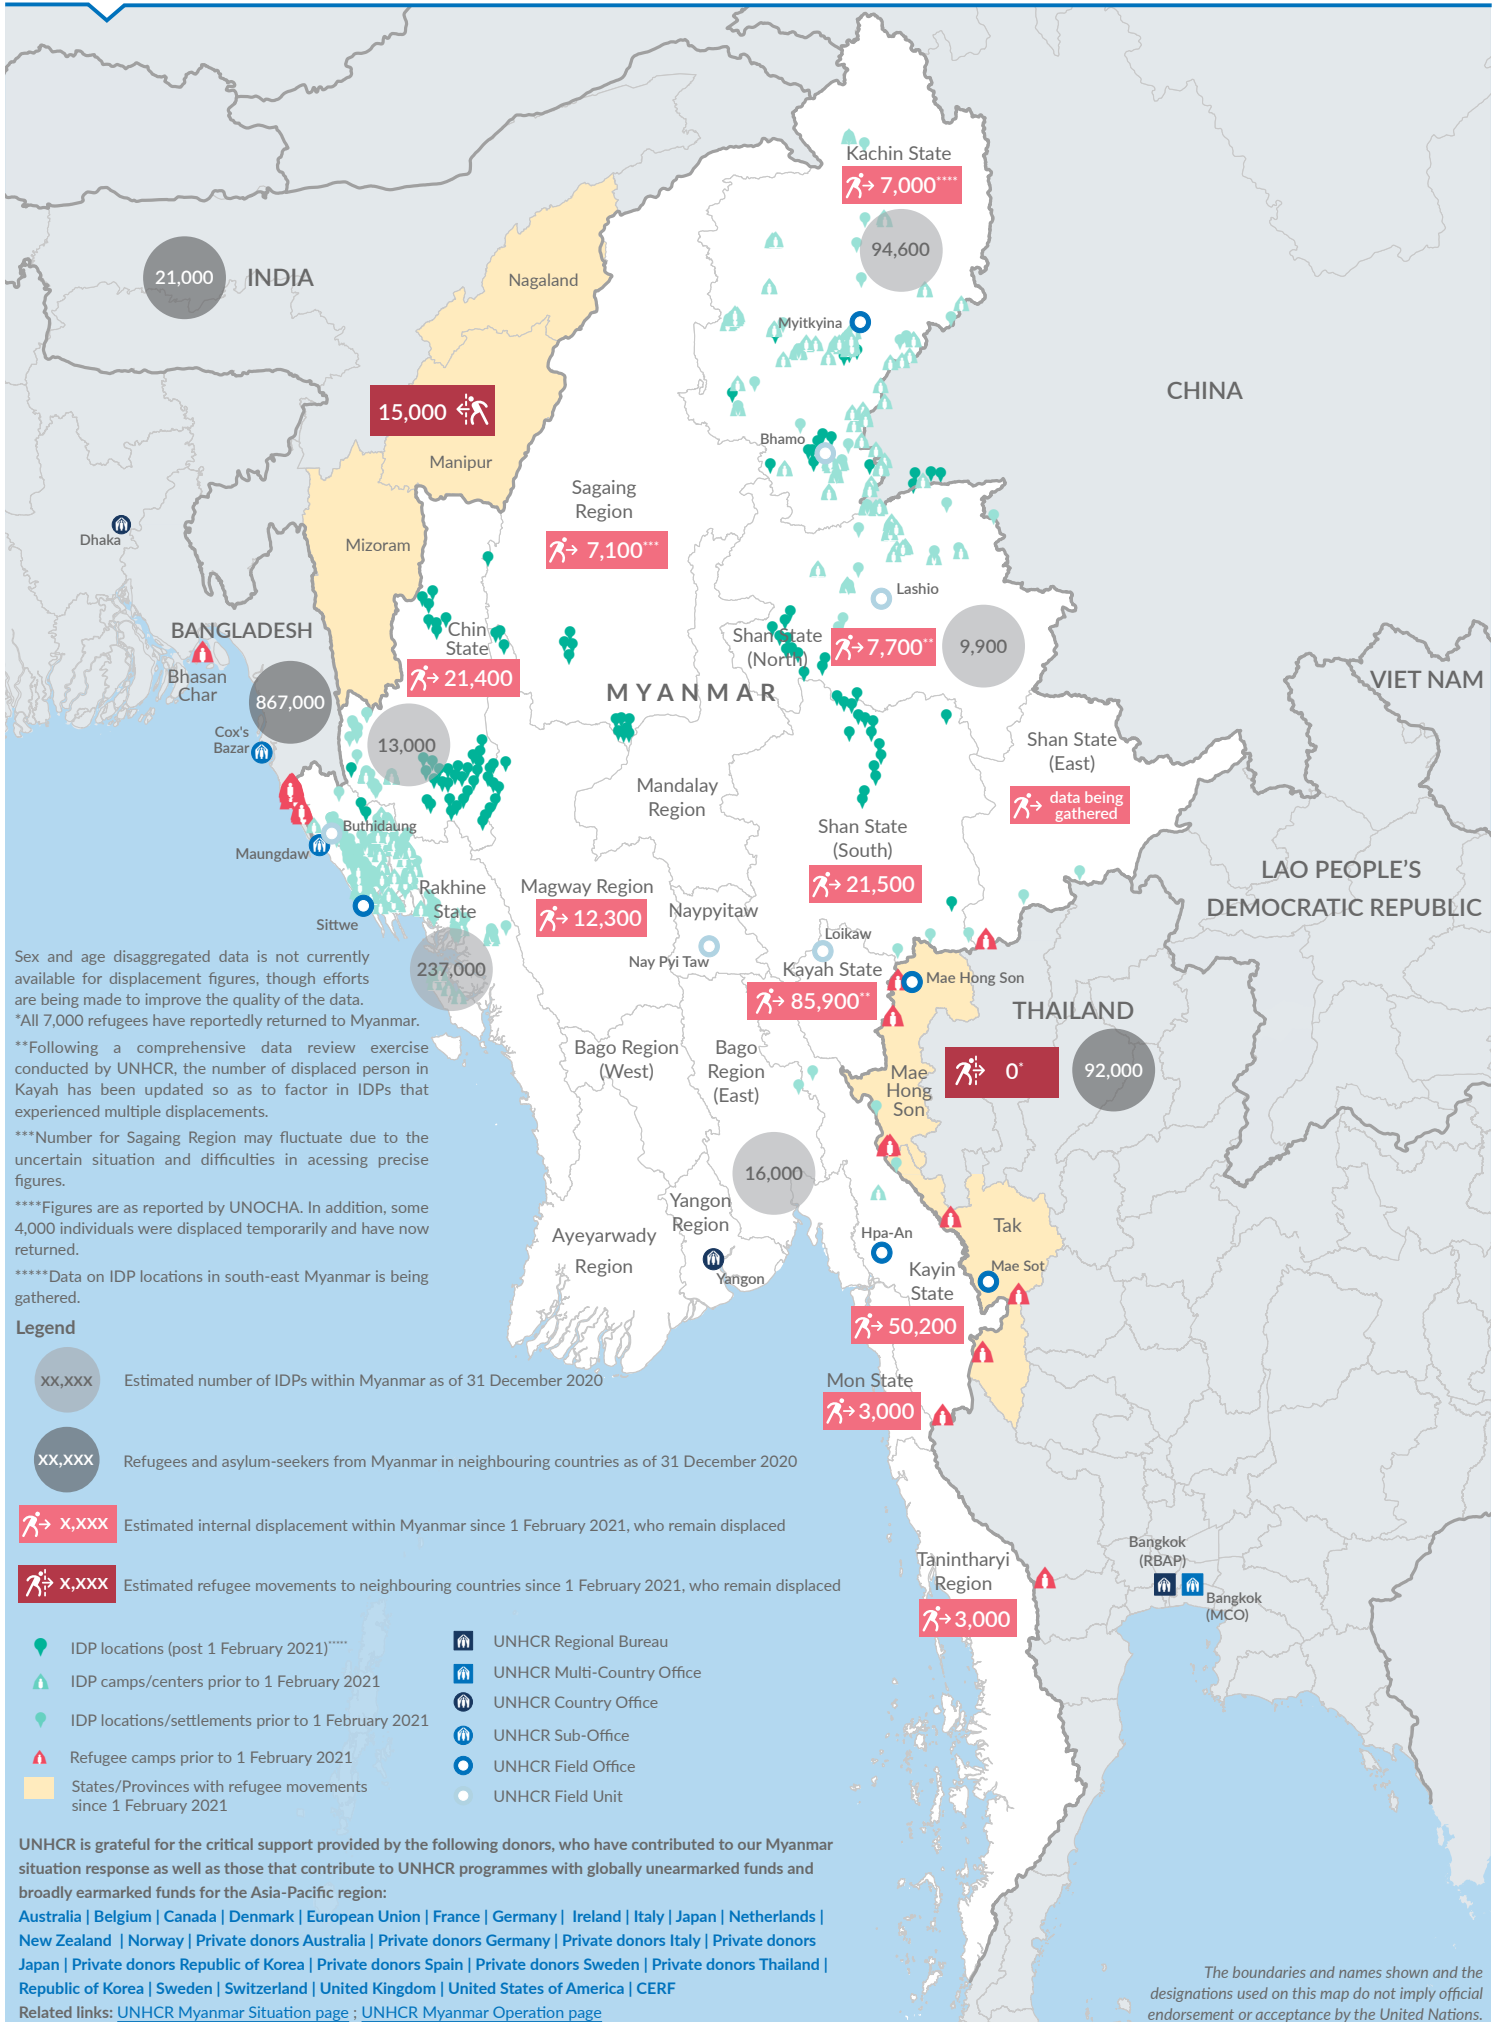 Kachin State
7,000****
94,600
21,000
INDIA
Nagaland
Myitkyina
CHINA
15,000
Manipur
Bhamo
Sagaing
Region
7,100***
Dhaka
Mizoram
Lashio
BANGLADESH
Bhasan
Char
Chin
State
21,400
Shan State
(North)
7,700**
9,900
VIET NAM
MYANMAR
867,000
Cox's
Bazar
13,000
Shan State
(East)
data being
gathered
Mandalay
Region
Buthidaung
Maungdaw
Shan State
(South)
21,500
LAO PEOPLE'S
DEMOCRATIC REPUBLIC
Rakhine
State
Magway Region
12,300
Naypyitaw
Sittwe
Loikaw
Nay Pyi Taw
237,000
Kayah State
85,900**
Mae Hong Son
THAILAND
Sex and age disaggregated data is not currently
available for displacement figures, though efforts
are being made to improve the quality of the data.
*All 7,000 refugees have reportedly returned to Myanmar.
**Following a comprehensive data review exercise
conducted by UNHCR, the number of displaced person in
Kayah has been updated so as to factor in IDPs that
experienced multiple displacements.
***Number for Sagaing Region may fluctuate due to the
uncertain situation and difficulties in acessing precise
figures.
****Figures are as reported by UNOCHA. In addition, some
4,000 individuals were displaced temporarily and have now
returned.
*****Data on IDP locations in south-east Myanmar is being
gathered.
Bago Region
(West)
Bago
Region
(East)
Mae
Hong
Son
0*
92,000
16,000
Yangon
Region
Ayeyarwady
Region
Yangon
Tak
Hpa-An
Mae Sot
Kayin
State
50,200
Mon State
3,000
Legend
XX,XXX
Estimated number of IDPs within Myanmar as of 31 December 2020
XX,XXX
Refugees and asylum-seekers from Myanmar in neighbouring countries as of 31 December 2020
X,XXX
Estimated internal displacement within Myanmar since 1 February 2021, who remain displaced
X,XXX
Estimated refugee movements to neighbouring countries since 1 February 2021, who remain displaced
Tanintharyi
Region
3,000
Bangkok
(RBAP)
Bangkok
(MCO)
IDP locations (post 1 February 2021)*****
IDP camps/centers prior to 1 February 2021
IDP locations/settlements prior to 1 February 2021
Refugee camps prior to 1 February 2021
States/Provinces with refugee movements
since 1 February 2021
UNHCR Regional Bureau
UNHCR Multi-Country Office
UNHCR Country Office
UNHCR Sub-Office
UNHCR Field Office
UNHCR Field Unit
UNHCR is grateful for the critical support provided by the following donors, who have contributed to our Myanmar
situation response as well as those that contribute to UNHCR programmes with globally unearmarked funds and
broadly earmarked funds for the Asia-Pacific region:
Australia | Belgium | Canada | Denmark | European Union | France | Germany | Ireland | Italy | Japan | Netherlands |
New Zealand | Norway | Private donors Australia | Private donors Germany | Private donors Italy | Private donors
Japan | Private donors Republic of Korea | Private donors Spain | Private donors Sweden | Private donors Thailand |
Republic of Korea | Sweden | Switzerland | United Kingdom | United States of America | CERF
Related links: UNHCR Myanmar Situation page ; UNHCR Myanmar Operation page
The boundaries and names shown and the
designations used on this map do not imply official
endorsement or acceptance by the United Nations.